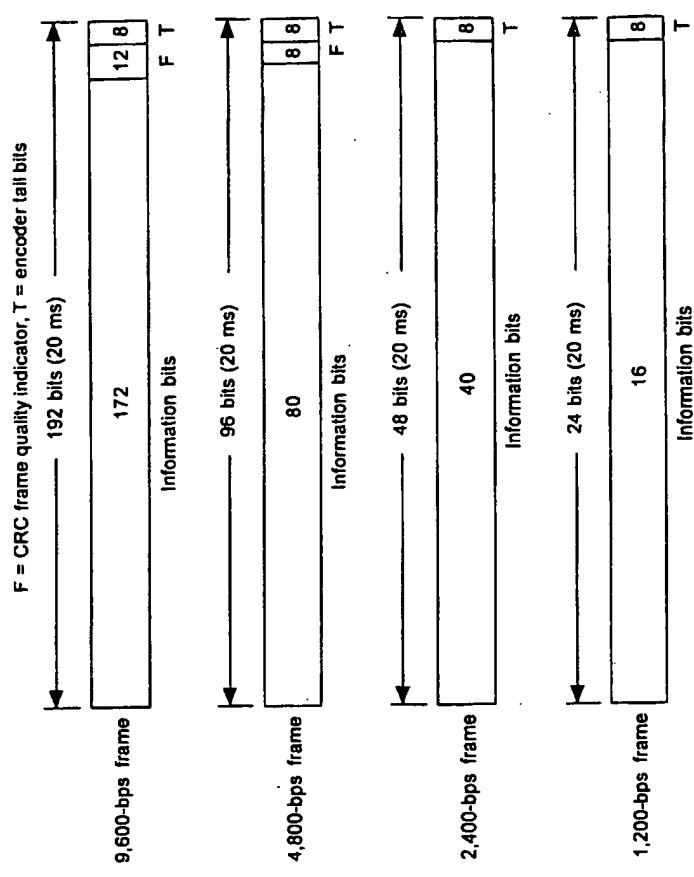 F = CRC frame quality indicator, T = encoder tail bits
192 bits (20 ms)
9,600-bps frame
172
12
8
Information bits
F
T
96 bits (20 ms)
4,800-bps frame
80
8
8
Information bits
F
T
48 bits (20 ms)
2,400-bps frame
40
8
Information bits
T
24 bits (20 ms)
1,200-bps frame
16
8
Information bits
T